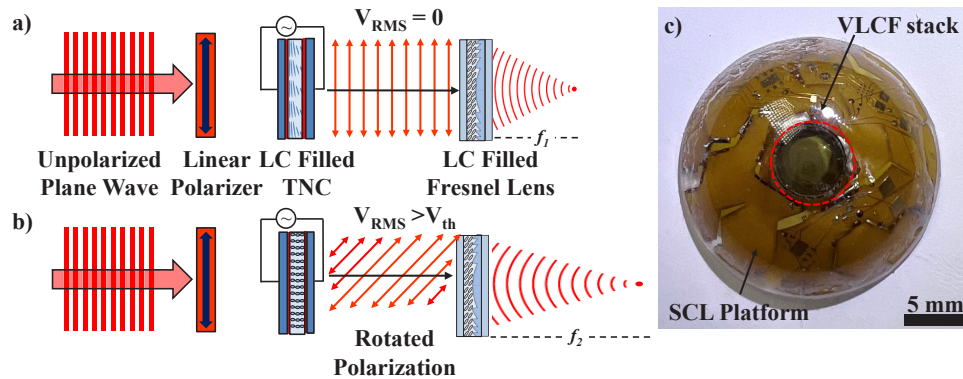 a)
V_RMS = 0
f_1
Unpolarized
Plane Wave
Linear
Polarizer
LC Filled
TNC
LC Filled
Fresnel Lens
b)
V_RMS >V_th
f_2
Rotated
Polarization
c)
VLCF stack
SCL Platform
5 mm